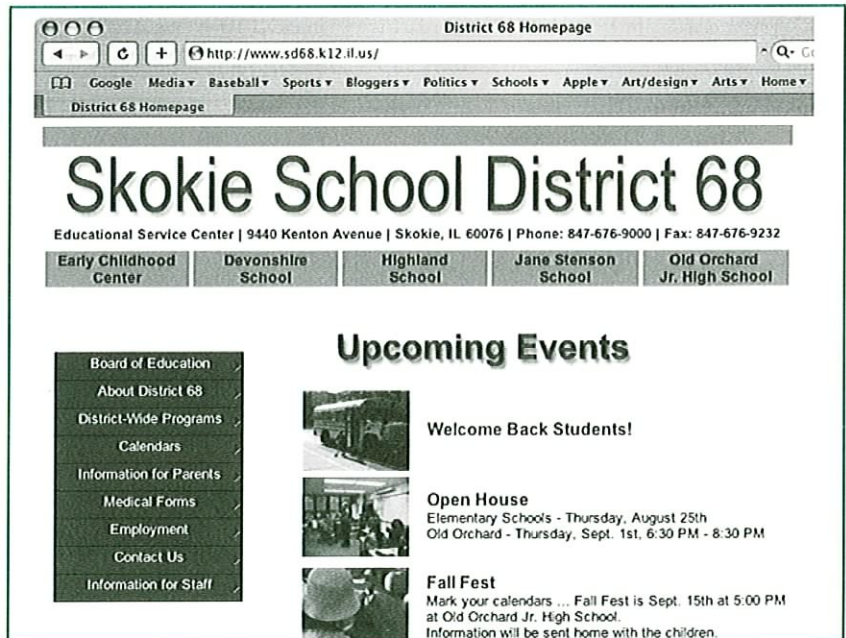 District 68 Homepage
http://www.sd68.k12.il.us/
Google Media Baseball Sports Bloggers Politics Schools Apple Art/design Arts Home
District 68 Homepage
Skokie School District 68
Educational Service Center | 9440 Kenton Avenue | Skokie, IL 60076 | Phone: 847-676-9000 | Fax: 847-676-9232
Early Childhood Center
Devonshire School
Highland School
Jane Stenson School
Old Orchard Jr. High School
Board of Education
About District 68
District-Wide Programs
Calendars
Information for Parents
Medical Forms
Employment
Contact Us
Information for Staff
Upcoming Events
Welcome Back Students!
Open House
Elementary Schools - Thursday, August 25th
Old Orchard - Thursday, Sept. 1st, 6:30 PM - 8:30 PM
Fall Fest
Mark your calendars ... Fall Fest is Sept. 15th at 5:00 PM
at Old Orchard Jr. High School.
Information will be sent home with the children.